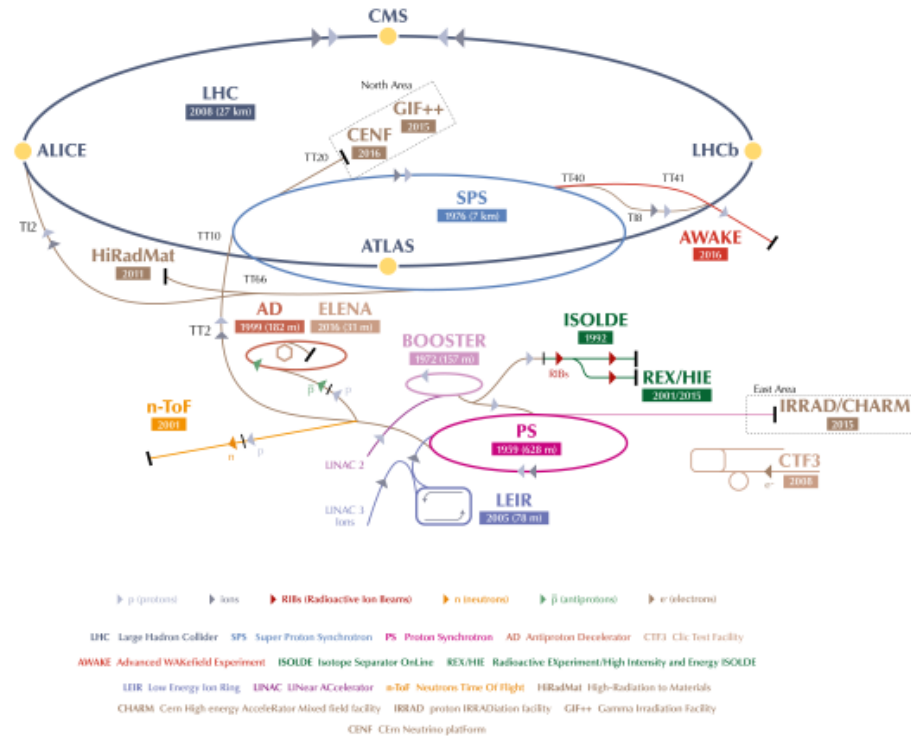 CMS
LHC
2008 (27 km)
North Area
GIF++
2015
CENF
2016
TT20
ALICE
LHCb
TT40
TT41
SPS
1976 (7 km)
TI8
TI2
TT10
ATLAS
AWAKE
2016
HiRadMat
2011
TT66
AD
1999 (182 m)
ELENA
2016 (31 m)
TT2
BOOSTER
1972 (157 m)
ISOLDE
1992
RIBs
REX/HIE
2001/2015
p̄
p
East Area
IRRAD/CHARM
2015
n-ToF
2001
n
p
PS
1959 (628 m)
LINAC 2
CTF3
2008
e-
LEIR
2005 (78 m)
LINAC 3
Ions
p (protons) ions RIBs (Radioactive Ion Beams) n (neutrons) p̄ (antiprotons) e- (electrons)
LHC Large Hadron Collider SPS Super Proton Synchrotron PS Proton Synchrotron AD Antiproton Decelerator CTF3 Clic Test Facility
AWAKE Advanced WAKefield Experiment ISOLDE Isotope Separator OnLine REX/HIE Radioactive EXperiment/High Intensity and Energy ISOLDE
LEIR Low Energy Ion Ring LINAC LINear ACcelerator n-ToF Neutrons Time Of Flight HiRadMat High-Radiation to Materials
CHARM Cern High energy AcceleRator Mixed field facility IRRAD proton IRRADiation facility GIF++ Gamma Irradiation Facility
CENF CErn Neutrino platForm